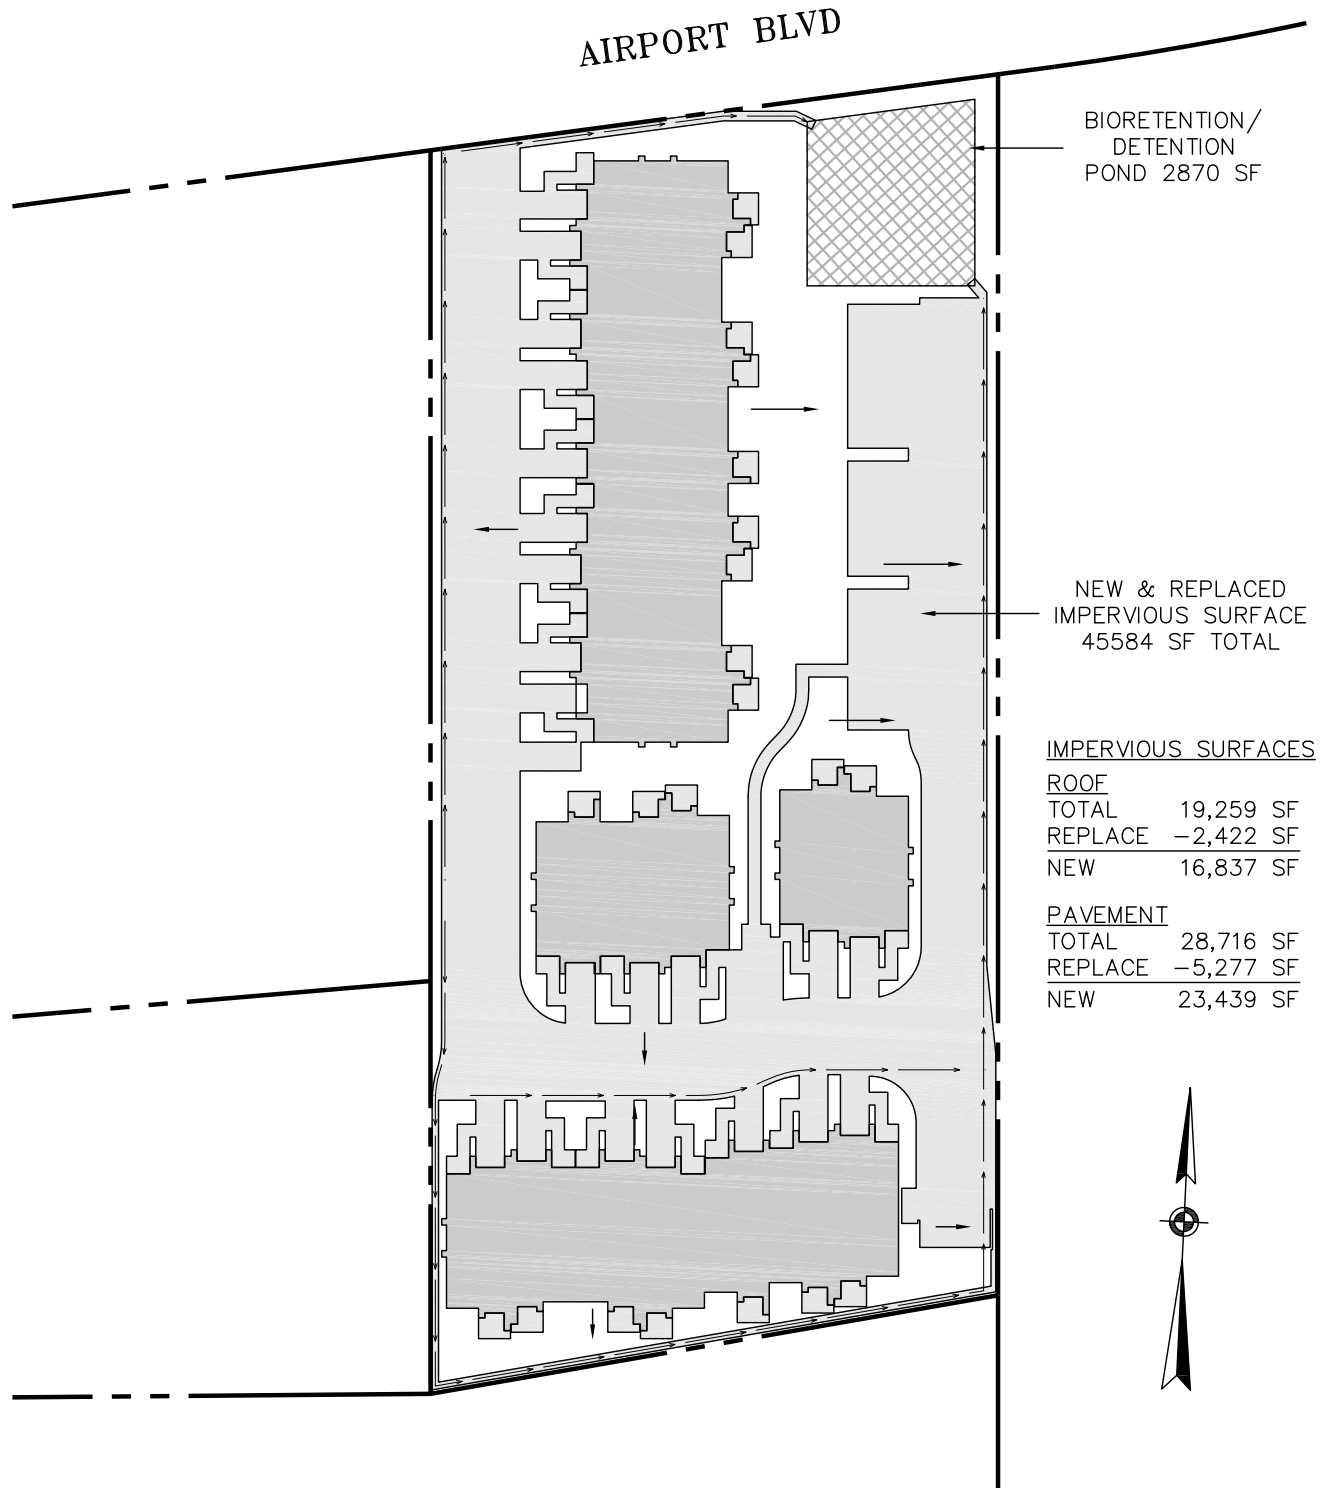 AIRPORT BLVD
BIORETENTION/
DETENTION
POND 2870 SF
NEW & REPLACED
IMPERVIOUS SURFACE
45584 SF TOTAL
IMPERVIOUS SURFACES
ROOF
TOTAL 19,259 SF
REPLACE -2,422 SF
NEW 16,837 SF
PAVEMENT
TOTAL 28,716 SF
REPLACE -5,277 SF
NEW 23,439 SF